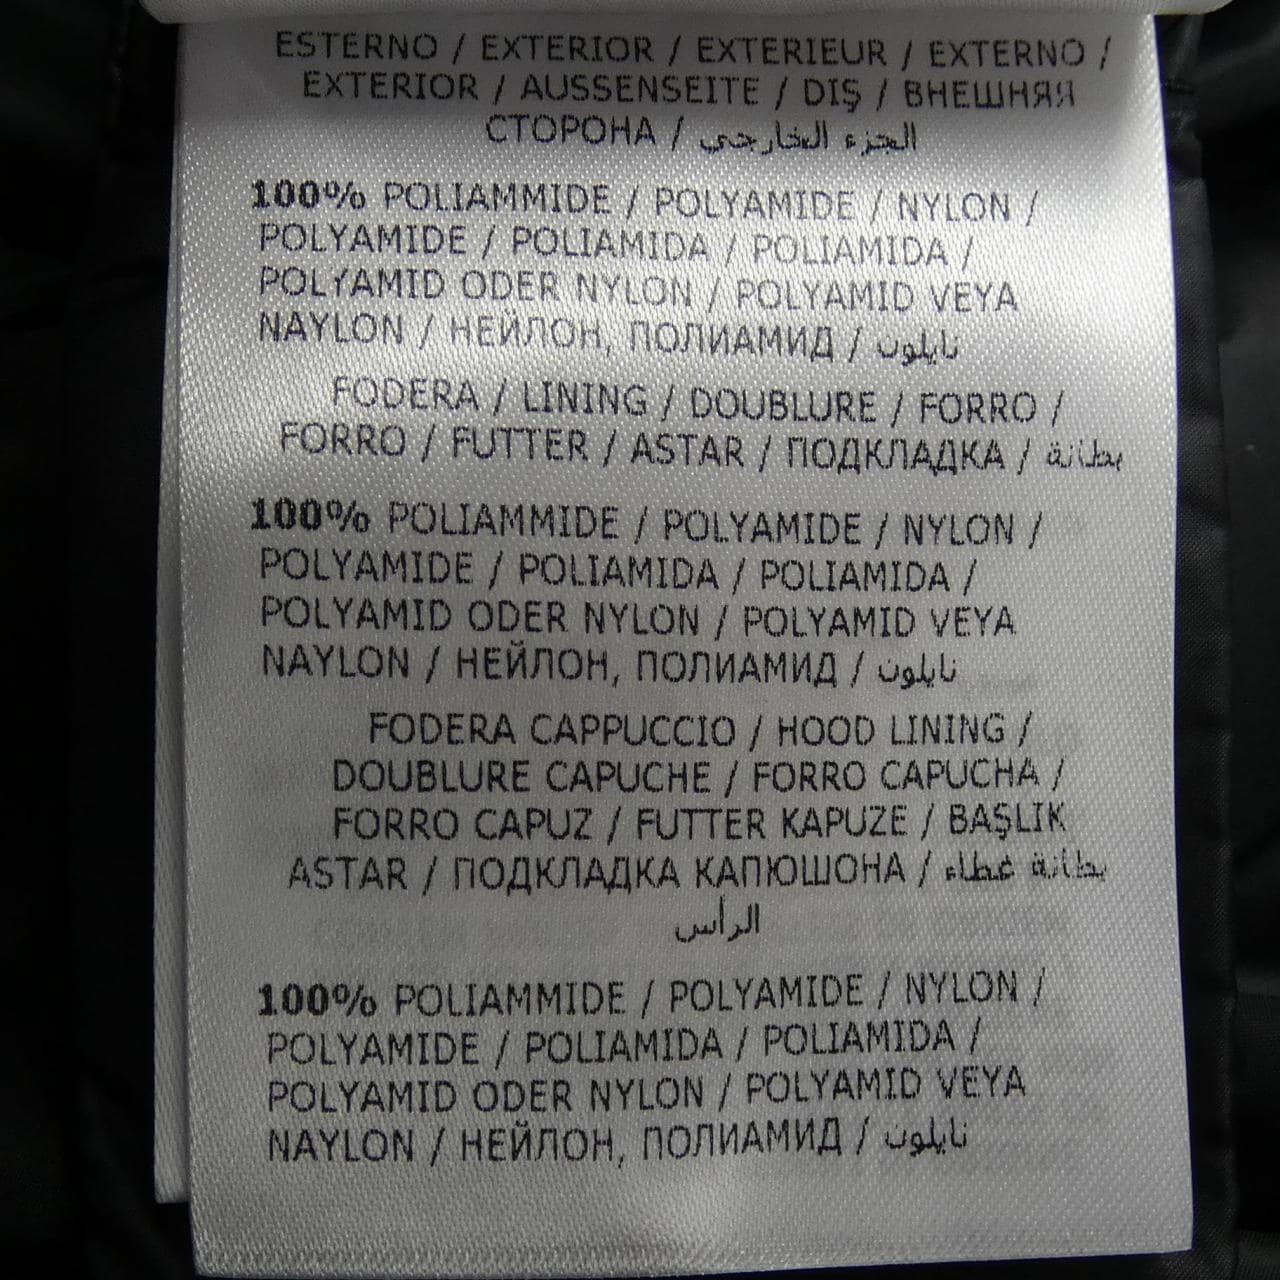 ESTERNO / EXTERIOR / EXTERIEUR / EXTERNO /
EXTERIOR / AUSSENSEITE / DIŞ / ВНЕШНЯЯ
СТОРОНА / الجزء الخارجي
100% POLIAMMIDE / POLYAMIDE / NYLON /
POLYAMIDE / POLIAMIDA / POLIAMIDA /
POLYAMID ODER NYLON / POLYAMID VEYA
NAYLON / НЕЙЛОН, ПОЛИАМИД / نايلون
FODERA / LINING / DOUBLURE / FORRO /
FORRO / FUTTER / ASTAR / ПОДКЛАДКА / بطانة
100% POLIAMMIDE / POLYAMIDE / NYLON /
POLYAMIDE / POLIAMIDA / POLIAMIDA /
POLYAMID ODER NYLON / POLYAMID VEYA
NAYLON / НЕЙЛОН, ПОЛИАМИД / نايلون
FODERA CAPPUCCIO / HOOD LINING /
DOUBLURE CAPUCHE / FORRO CAPUCHA /
FORRO CAPUZ / FUTTER KAPUZE / BAŞLIK
ASTAR / ПОДКЛАДКА КАПЮШОНА / بطانة غطاء
الرأس
100% POLIAMMIDE / POLYAMIDE / NYLON /
POLYAMIDE / POLIAMIDA / POLIAMIDA /
POLYAMID ODER NYLON / POLYAMID VEYA
NAYLON / НЕЙЛОН, ПОЛИАМИД / نايلون